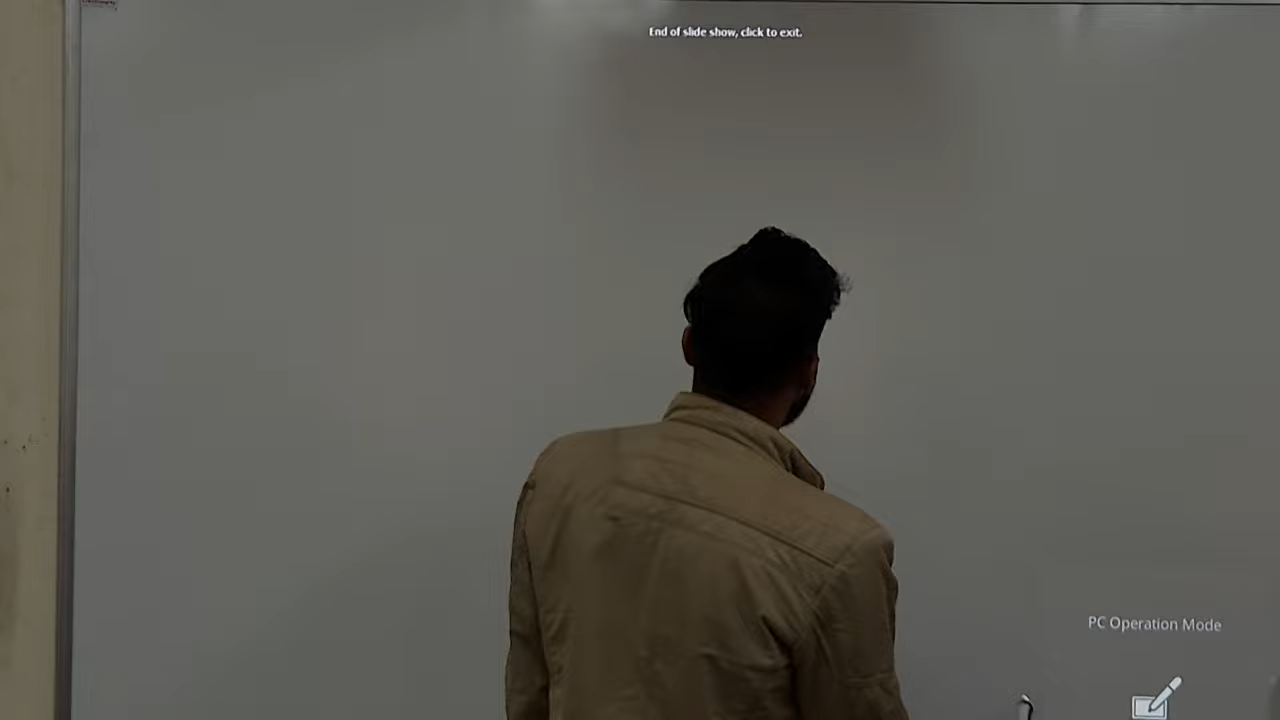 End of slide show, click to exit.
PC Operation Mode